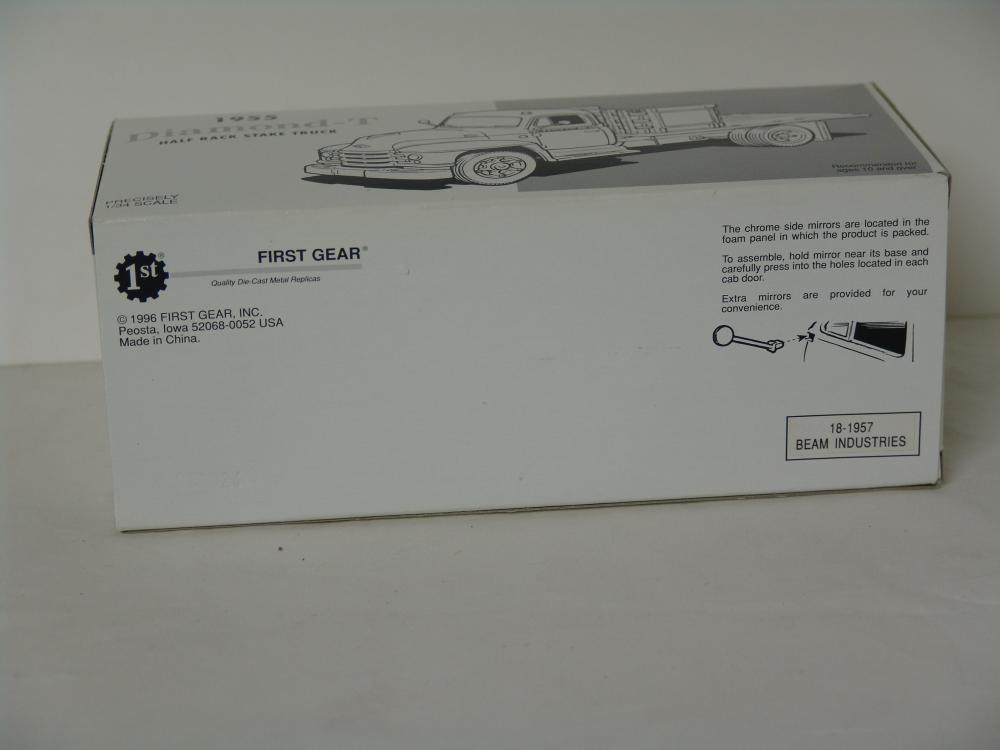 1955
Diamond-T
HALF RACK STAKE TRUCK
PRECISELY
1/34 SCALE
Recommended for
ages 10 and over
1st®
FIRST GEAR®
Quality Die-Cast Metal Replicas
© 1996 FIRST GEAR, INC.
Peosta, Iowa 52068-0052 USA
Made in China.
The chrome side mirrors are located in the
foam panel in which the product is packed.
To assemble, hold mirror near its base and
carefully press into the holes located in each
cab door.
Extra mirrors are provided for your
convenience.
18-1957
BEAM INDUSTRIES